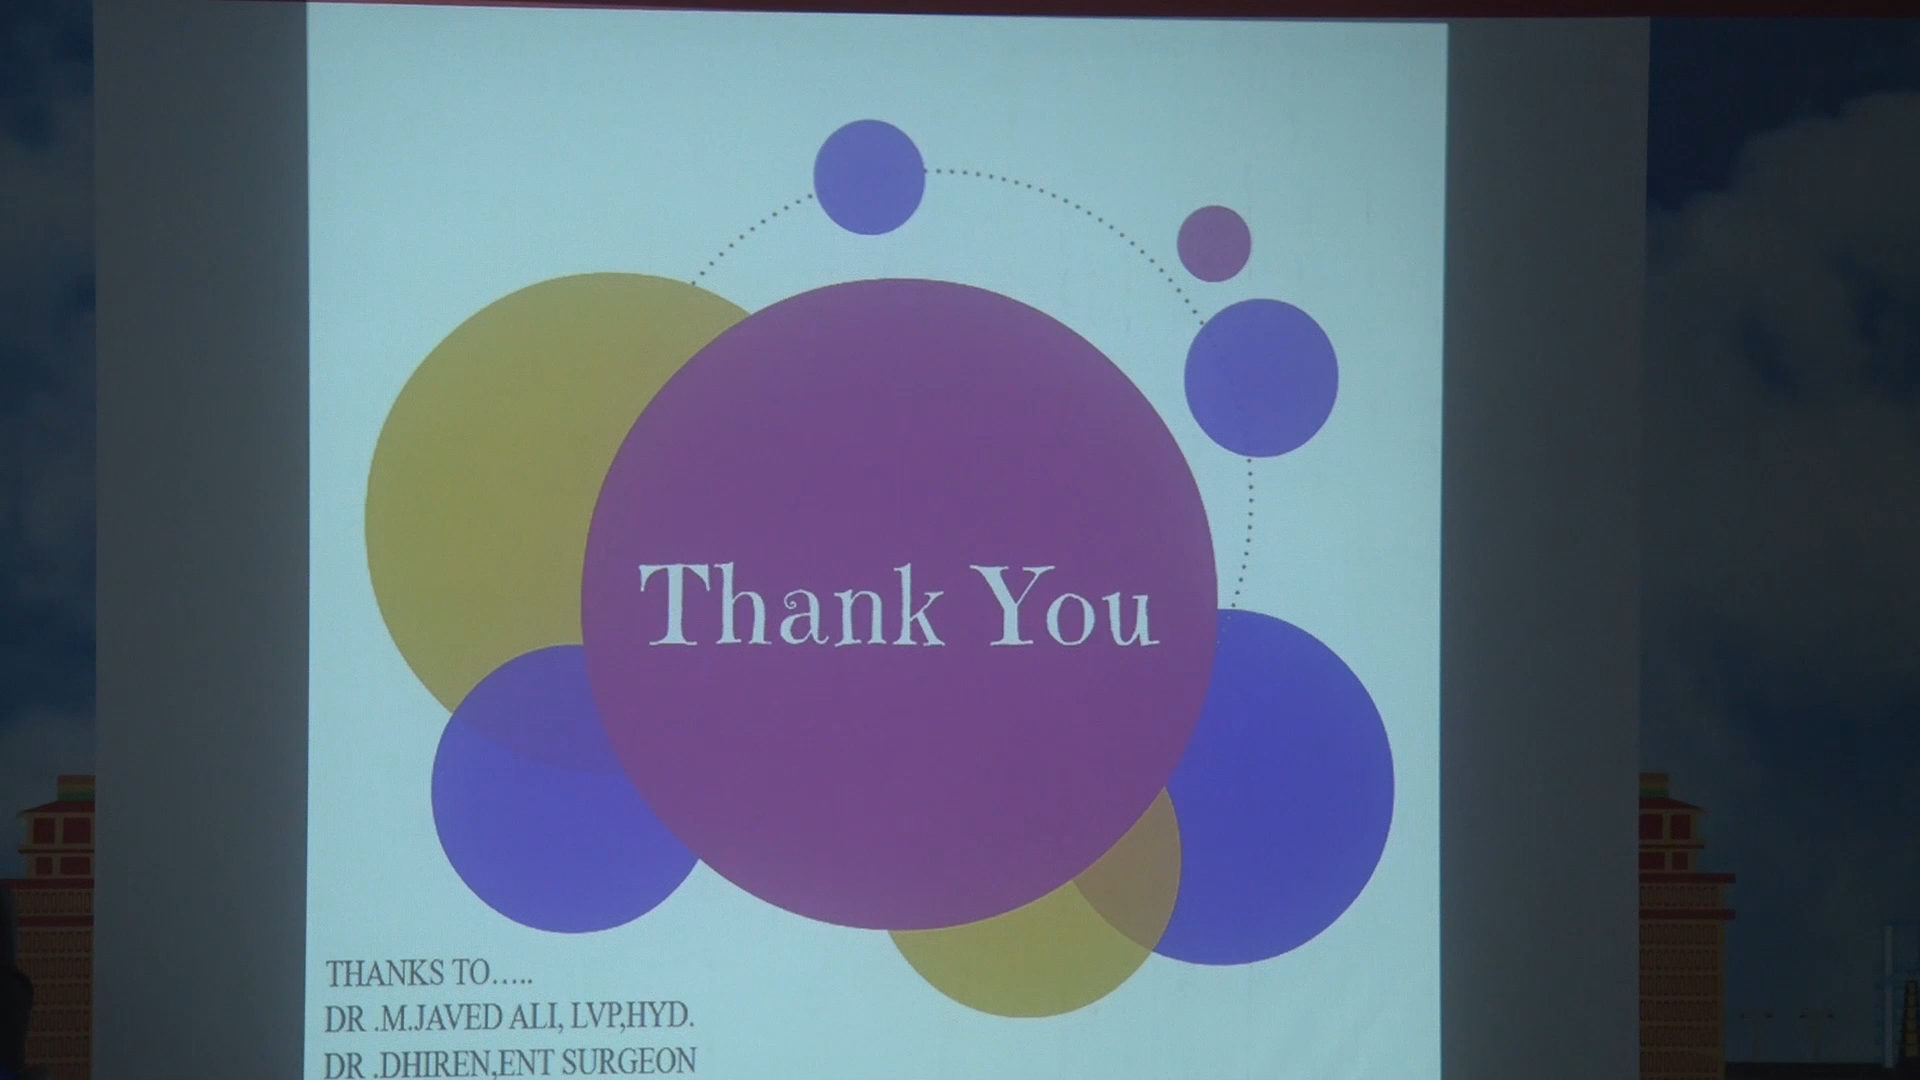 Thank You
THANKS TO.....
DR .M.JAVED ALI, LVP,HYD.
DR .DHIREN,ENT SURGEON